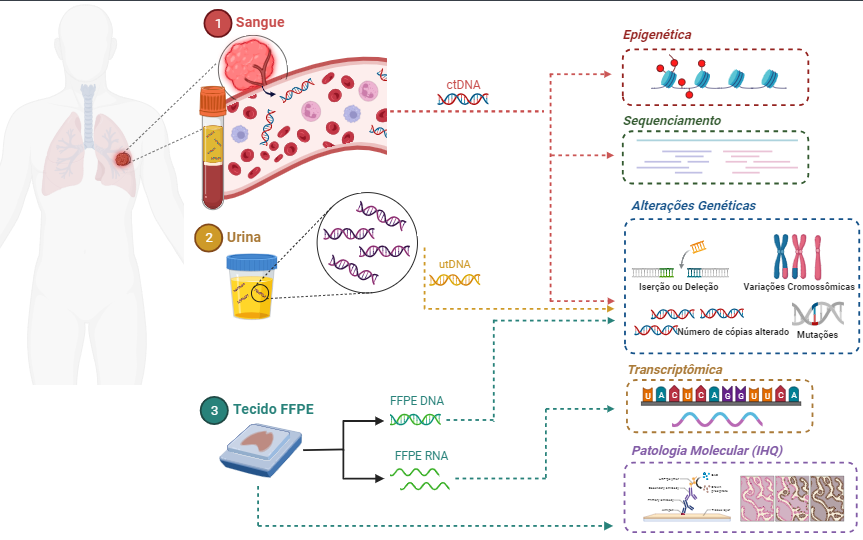 1 Sangue
ctDNA
2 Urina
utDNA
3 Tecido FFPE
FFPE DNA
FFPE RNA
Epigenética
Sequenciamento
Alterações Genéticas
Inserção ou Deleção
Variações Cromossômicas
Número de cópias alterado
Mutações
Transcriptômica
U A C U C A G G U U C A
Patologia Molecular (IHQ)